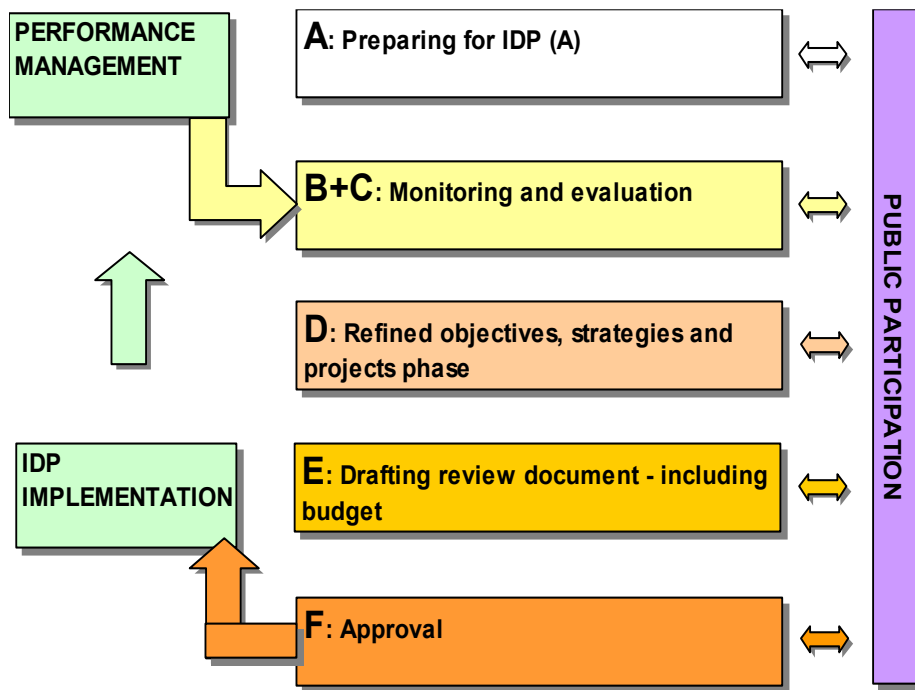 PERFORMANCE
MANAGEMENT
A: Preparing for IDP (A)
B+C: Monitoring and evaluation
D: Refined objectives, strategies and
projects phase
IDP
IMPLEMENTATION
E: Drafting review document - including
budget
F: Approval
PUBLIC PARTICIPATION